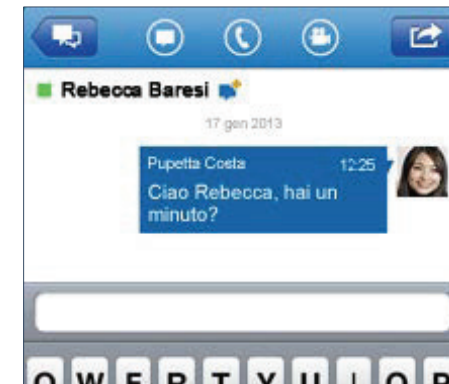 Rebecca Baresi
17 gen 2013
Pupetta Costa 12:25
Ciao Rebecca, hai un
minuto?
Q W E R T Y U I O P